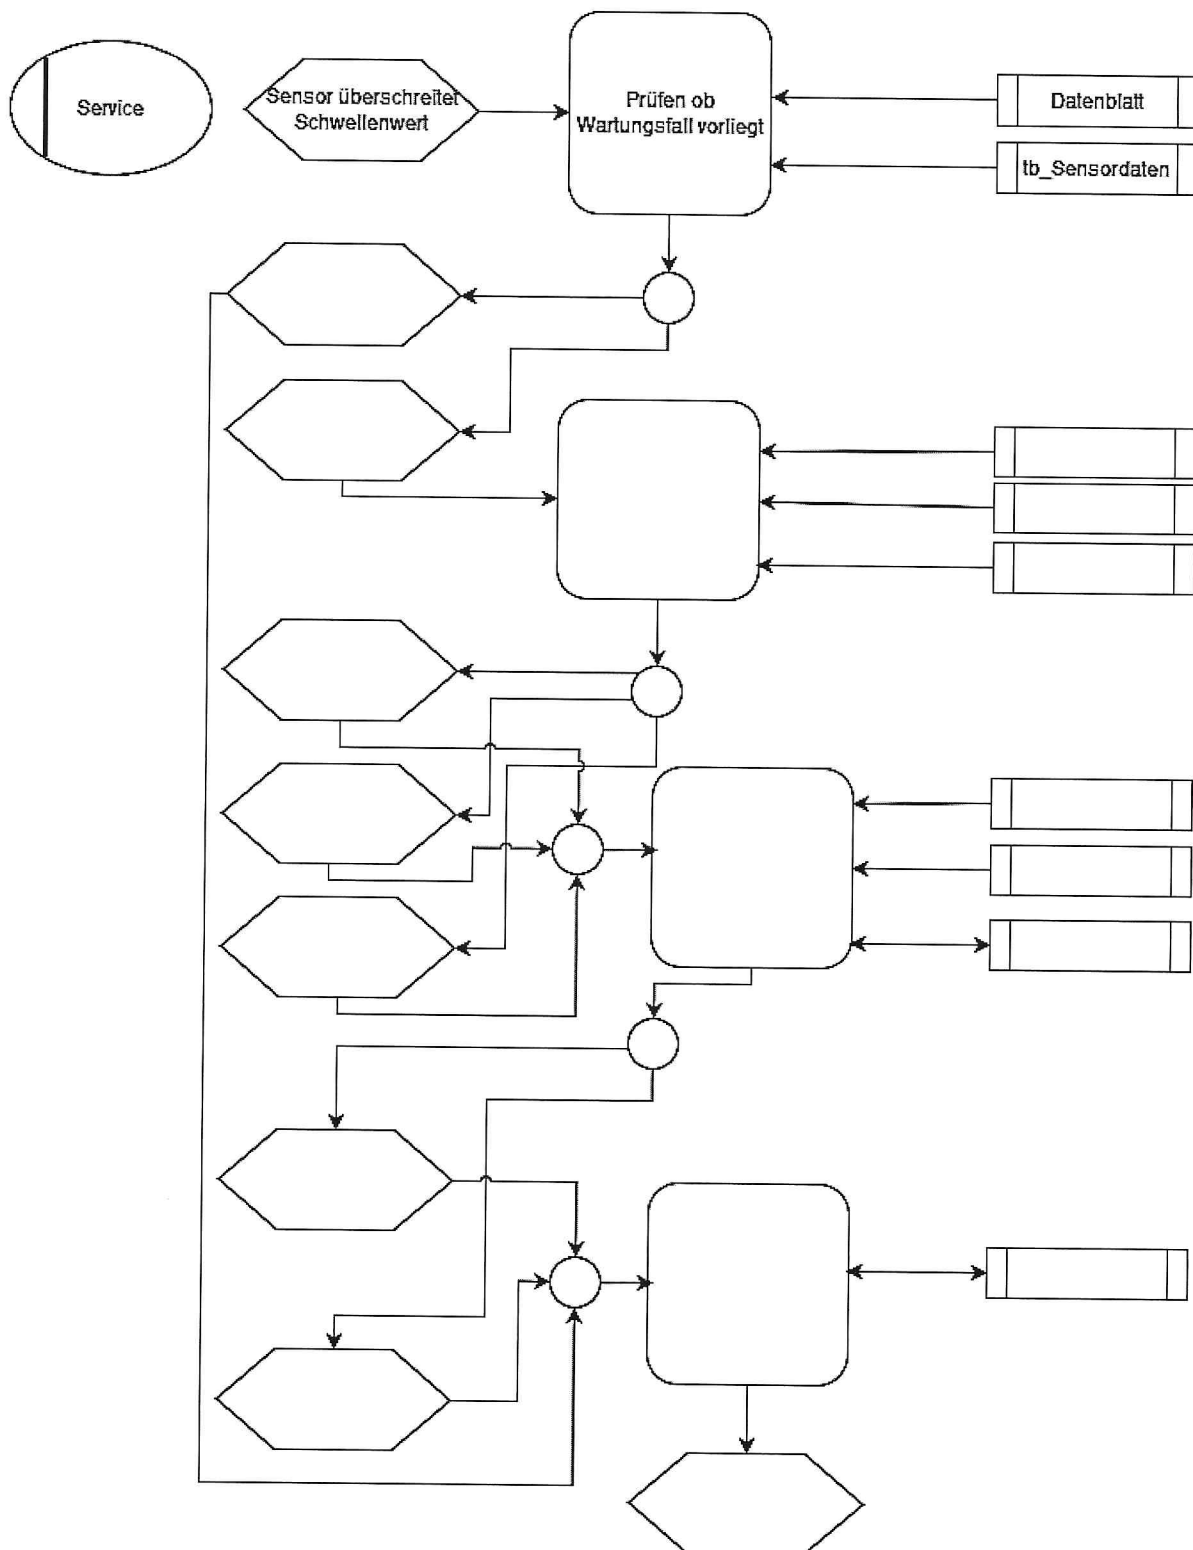 Service
Sensor überschreitet
Schwellenwert
Prüfen ob
Wartungsfall vorliegt
Datenblatt
tb_Sensordaten